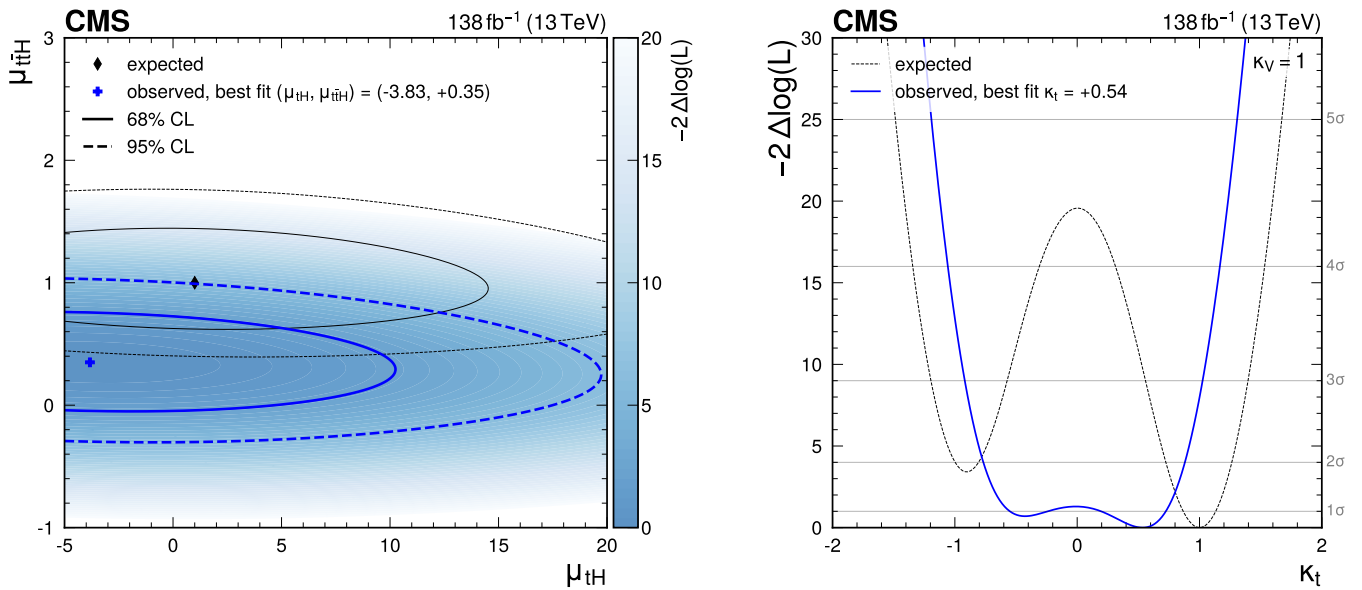 CMS
138 fb⁻¹ (13 TeV)
μtt̄H
3
2
1
0
-1
expected
observed, best fit (μtH, μtt̄H) = (-3.83, +0.35)
68% CL
95% CL
-5
0
5
10
15
20
μtH
20
15
10
5
0
−2 Δlog(L)
CMS
138 fb⁻¹ (13 TeV)
−2 Δlog(L)
30
25
20
15
10
5
0
expected
observed, best fit κt = +0.54
κV = 1
5σ
4σ
3σ
2σ
1σ
-2
-1
0
1
2
κt